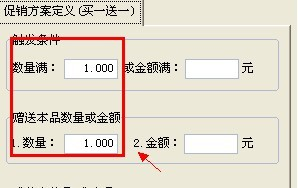 促销方案定义(买一送一)
触发条件
数量满: 1.000 或金额满: 元
赠送本品数量或金额
1.数量: 1.000 2.金额: 元